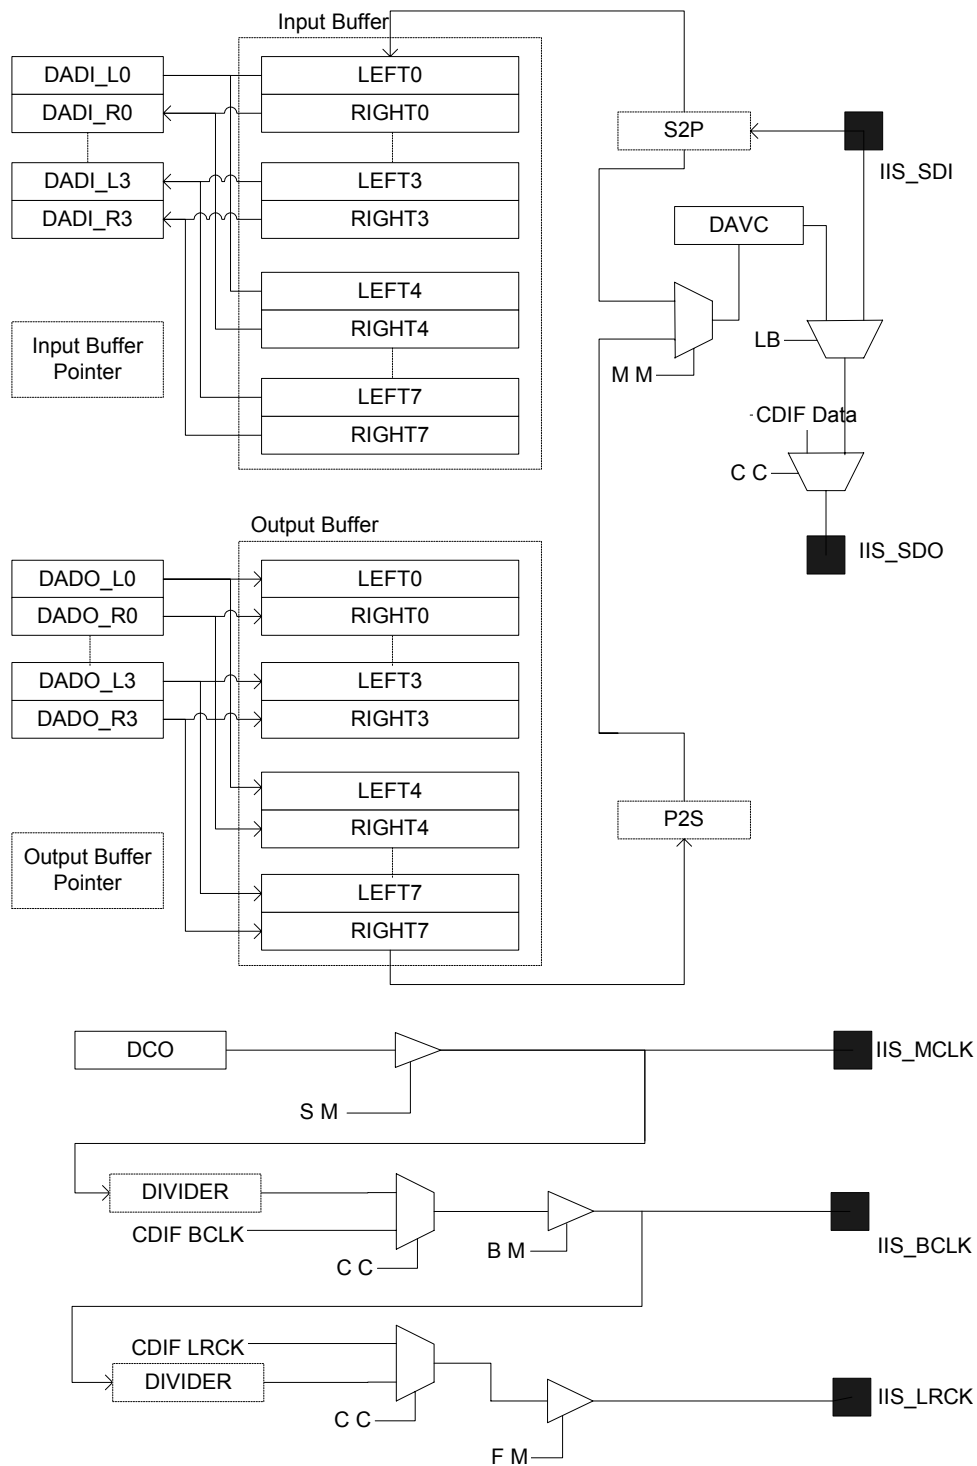 Input Buffer
DADI_L0
DADI_R0
DADI_L3
DADI_R3
LEFT0
RIGHT0
LEFT3
RIGHT3
LEFT4
RIGHT4
LEFT7
RIGHT7
Input Buffer
Pointer
S2P
IIS_SDI
DAVC
M M
LB
CDIF Data
C C
IIS_SDO
Output Buffer
DADO_L0
DADO_R0
DADO_L3
DADO_R3
LEFT0
RIGHT0
LEFT3
RIGHT3
LEFT4
RIGHT4
LEFT7
RIGHT7
Output Buffer
Pointer
P2S
DCO
S M
IIS_MCLK
DIVIDER
CDIF BCLK
C C
B M
IIS_BCLK
CDIF LRCK
DIVIDER
C C
F M
IIS_LRCK